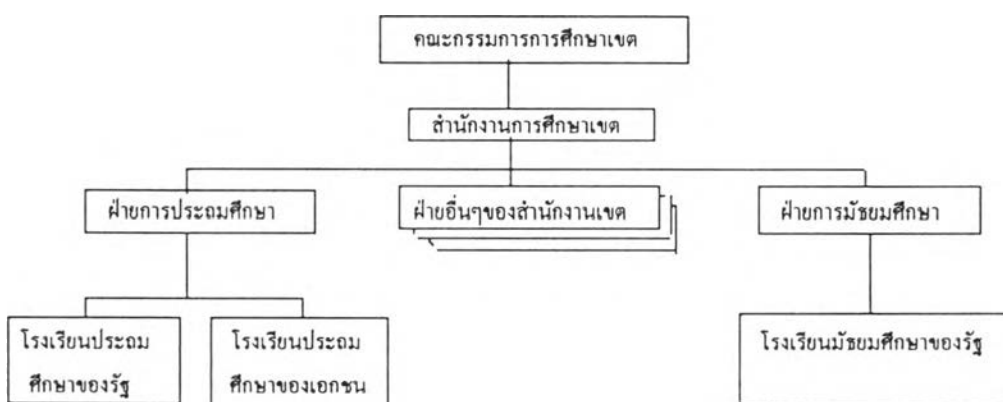 คณะกรรมการการศึกษาเขต
สำนักงานการศึกษาเขต
ฝ่ายการประถมศึกษา
ฝ่ายอื่นๆของสำนักงานเขต
ฝ่ายการมัธยมศึกษา
โรงเรียนประถม
ศึกษาของรัฐ
โรงเรียนประถม
ศึกษาของเอกชน
โรงเรียนมัธยมศึกษาของรัฐ